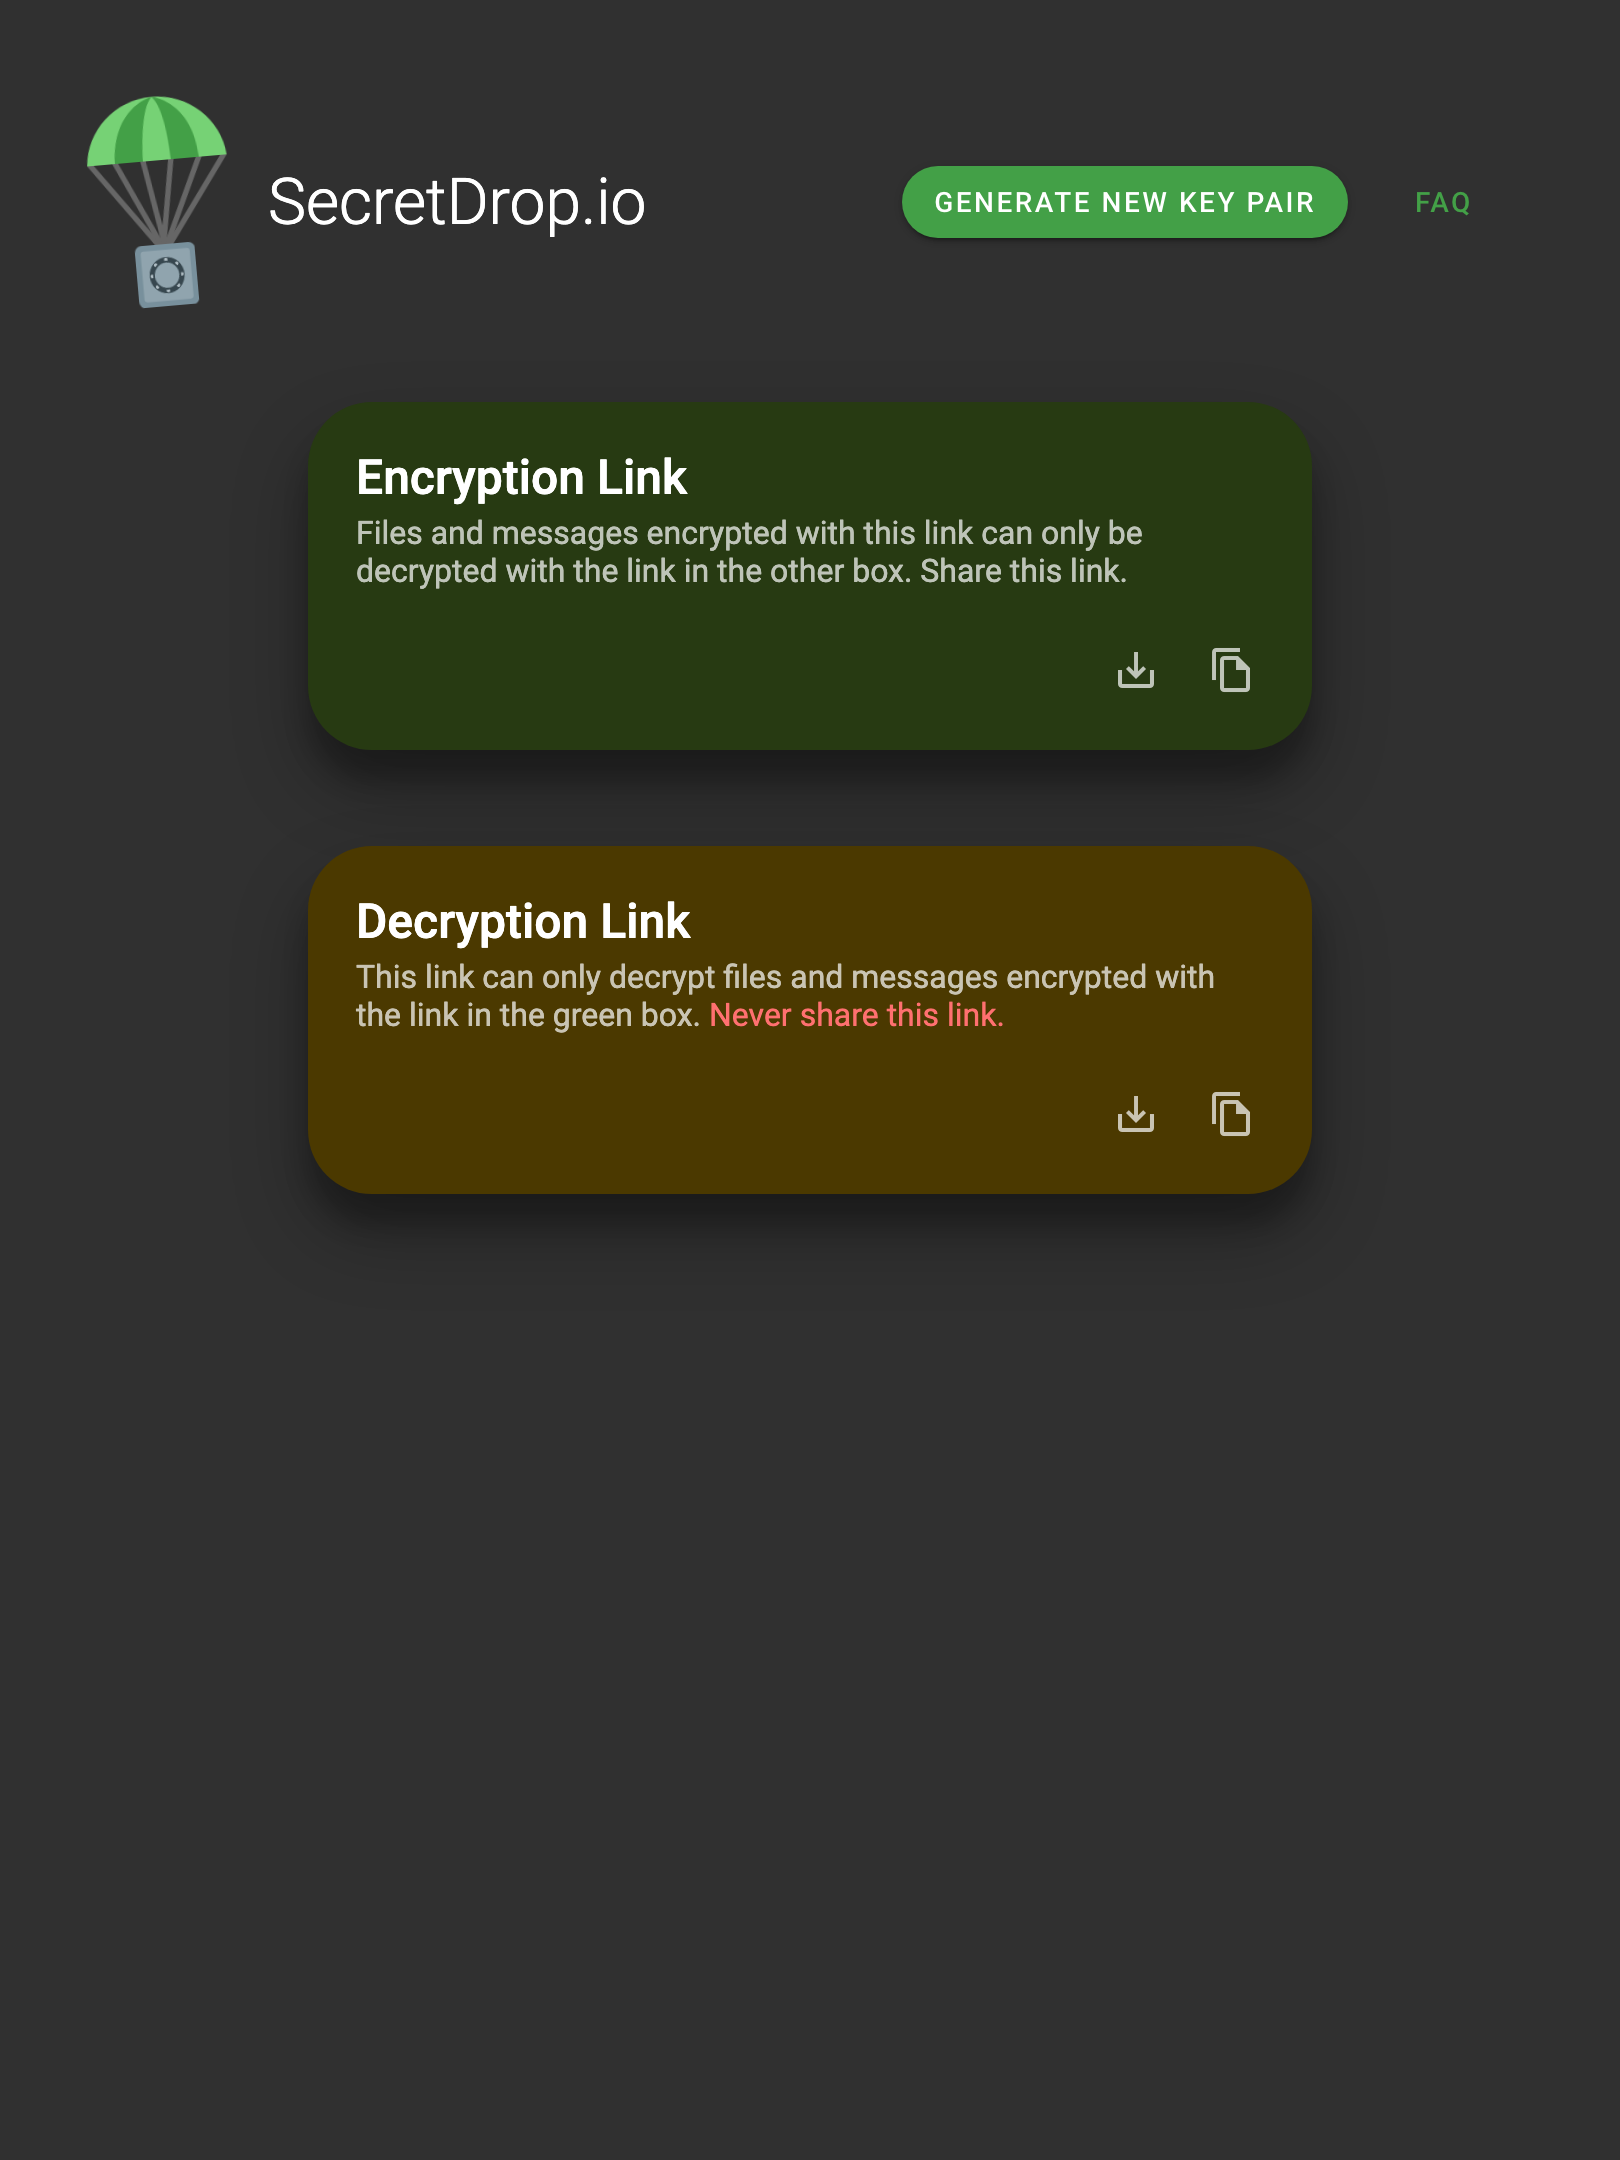 SecretDrop.io
GENERATE NEW KEY PAIR
FAQ
Encryption Link
Files and messages encrypted with this link can only be
decrypted with the link in the other box. Share this link.
Decryption Link
This link can only decrypt files and messages encrypted with
the link in the green box. Never share this link.